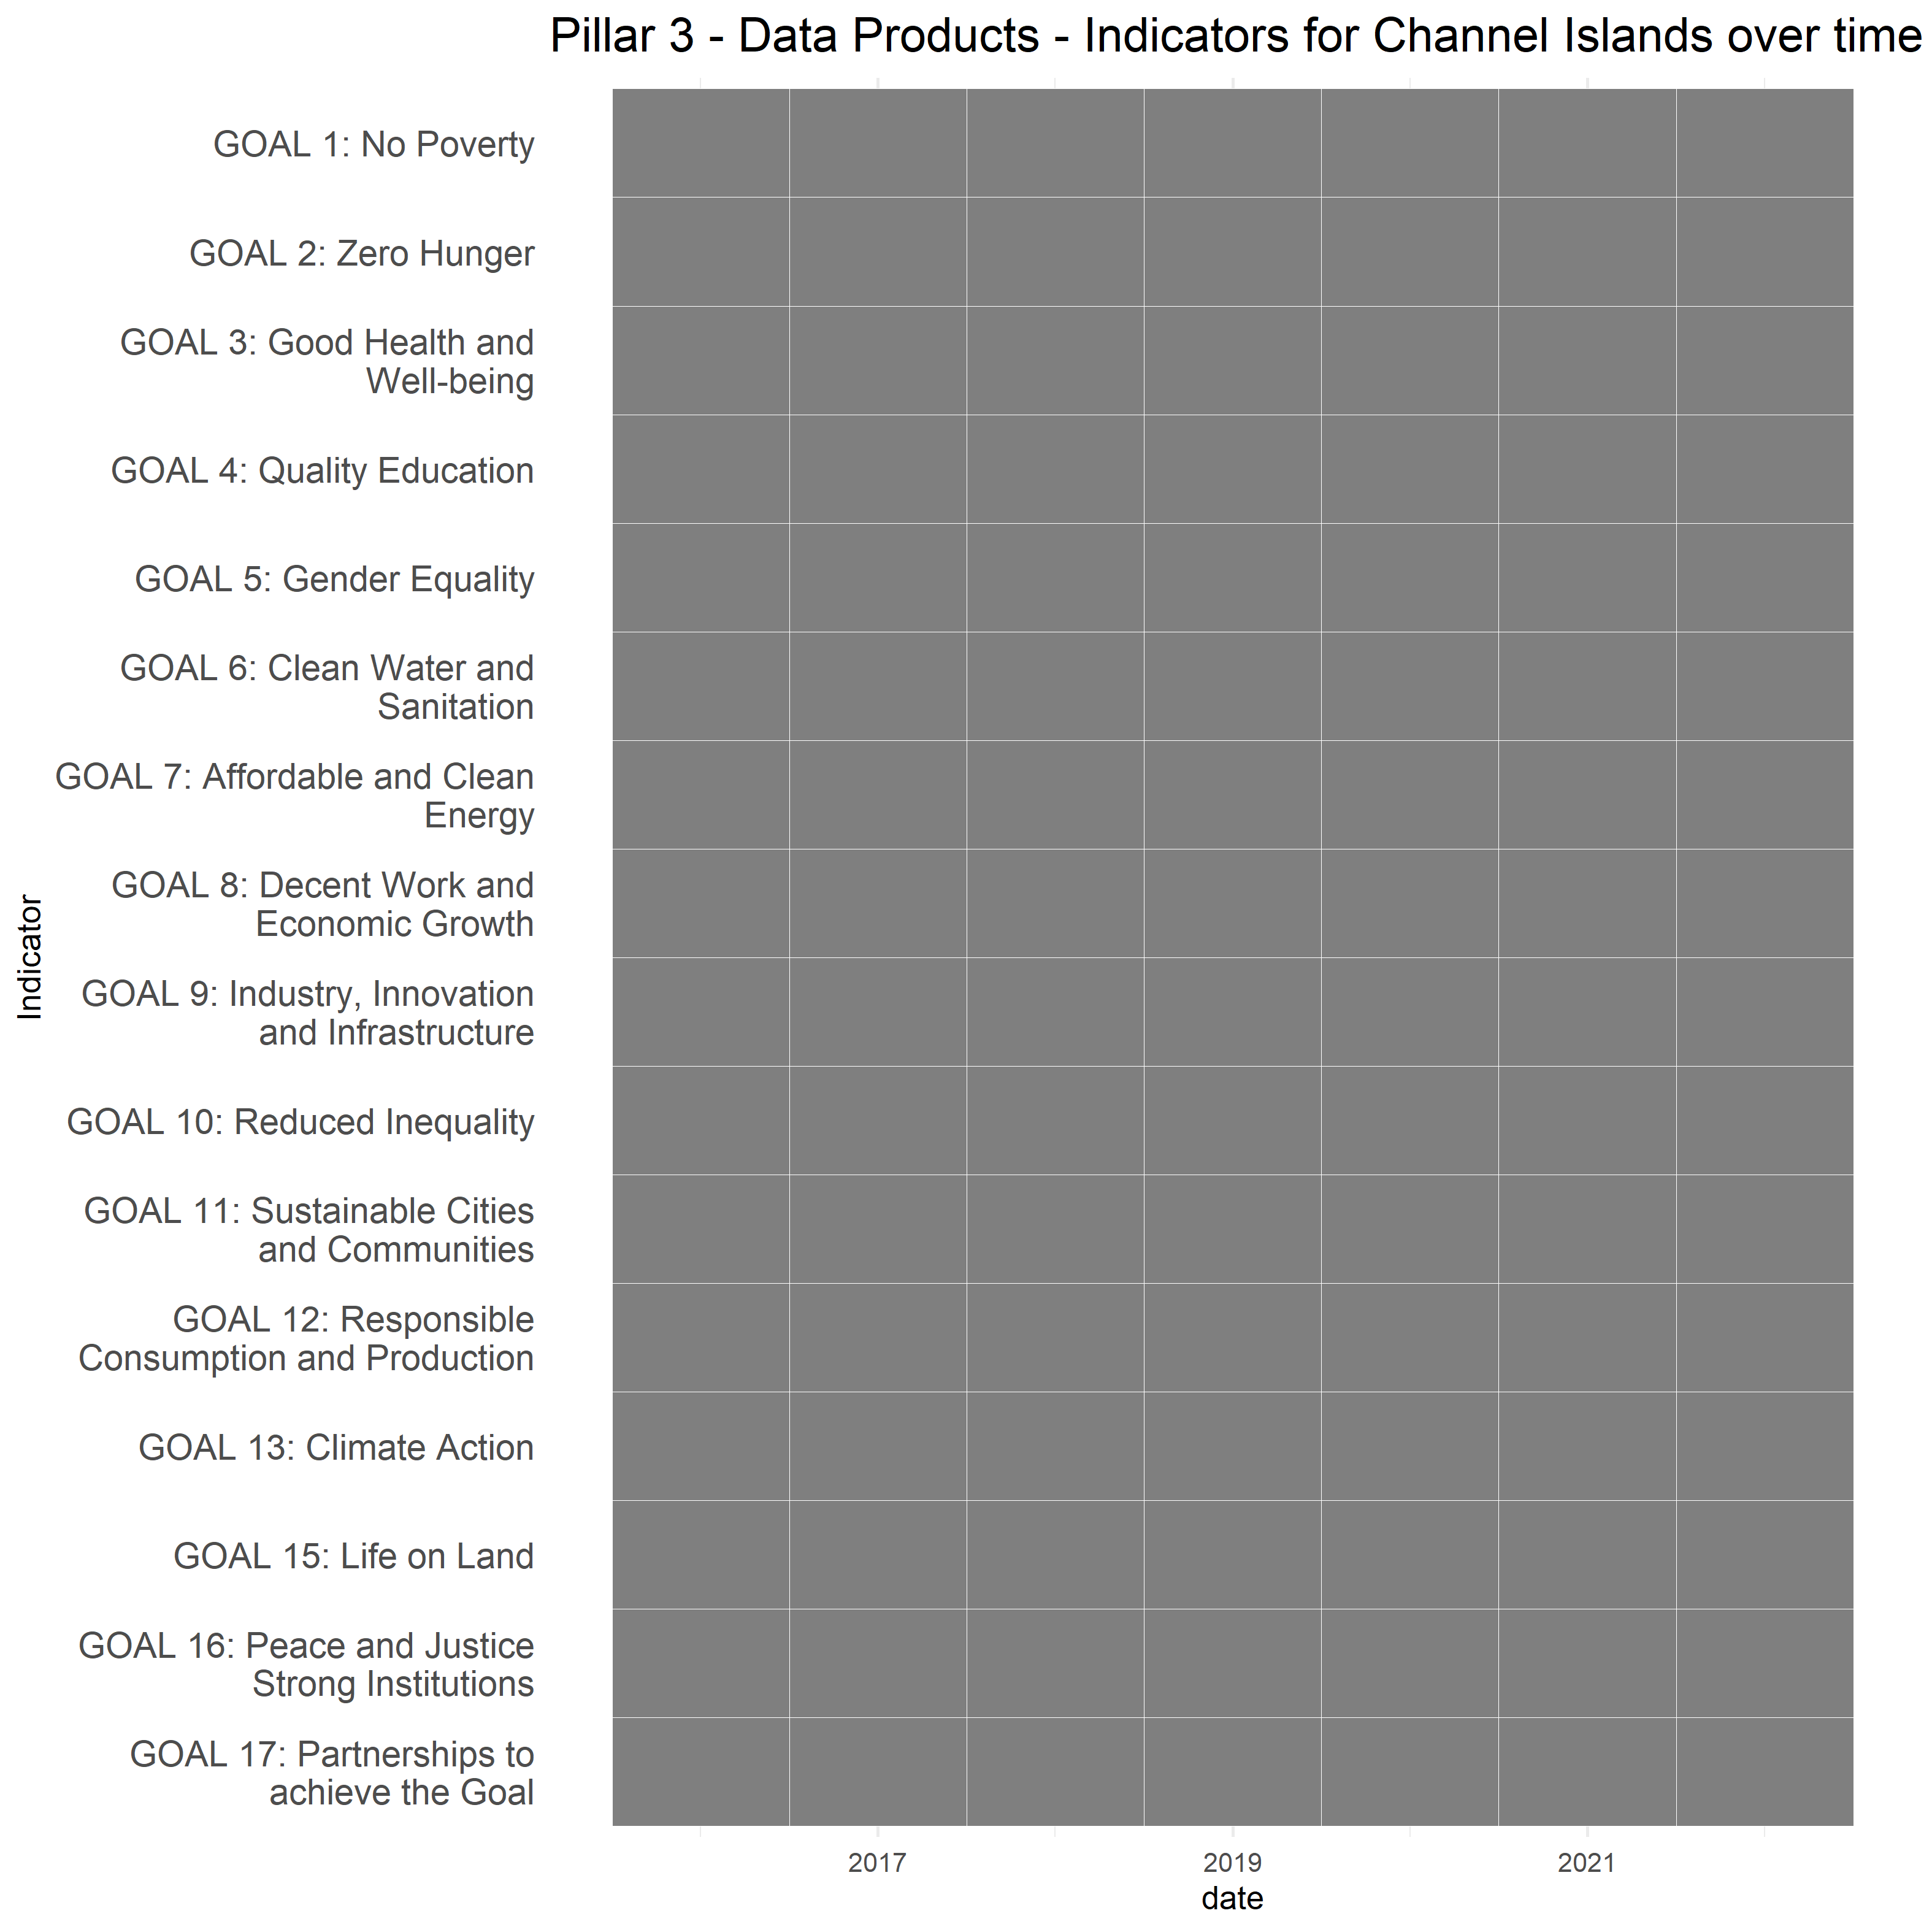 Pillar 3 - Data Products - Indicators for Channel Islands over time
GOAL 1: No Poverty
GOAL 2: Zero Hunger
GOAL 3: Good Health and
Well-being
GOAL 4: Quality Education
GOAL 5: Gender Equality
GOAL 6: Clean Water and
Sanitation
GOAL 7: Affordable and Clean
Energy
GOAL 8: Decent Work and
Economic Growth
GOAL 9: Industry, Innovation
and Infrastructure
GOAL 10: Reduced Inequality
GOAL 11: Sustainable Cities
and Communities
GOAL 12: Responsible
Consumption and Production
GOAL 13: Climate Action
GOAL 15: Life on Land
GOAL 16: Peace and Justice
Strong Institutions
GOAL 17: Partnerships to
achieve the Goal
Indicator
2017 2019 2021
date